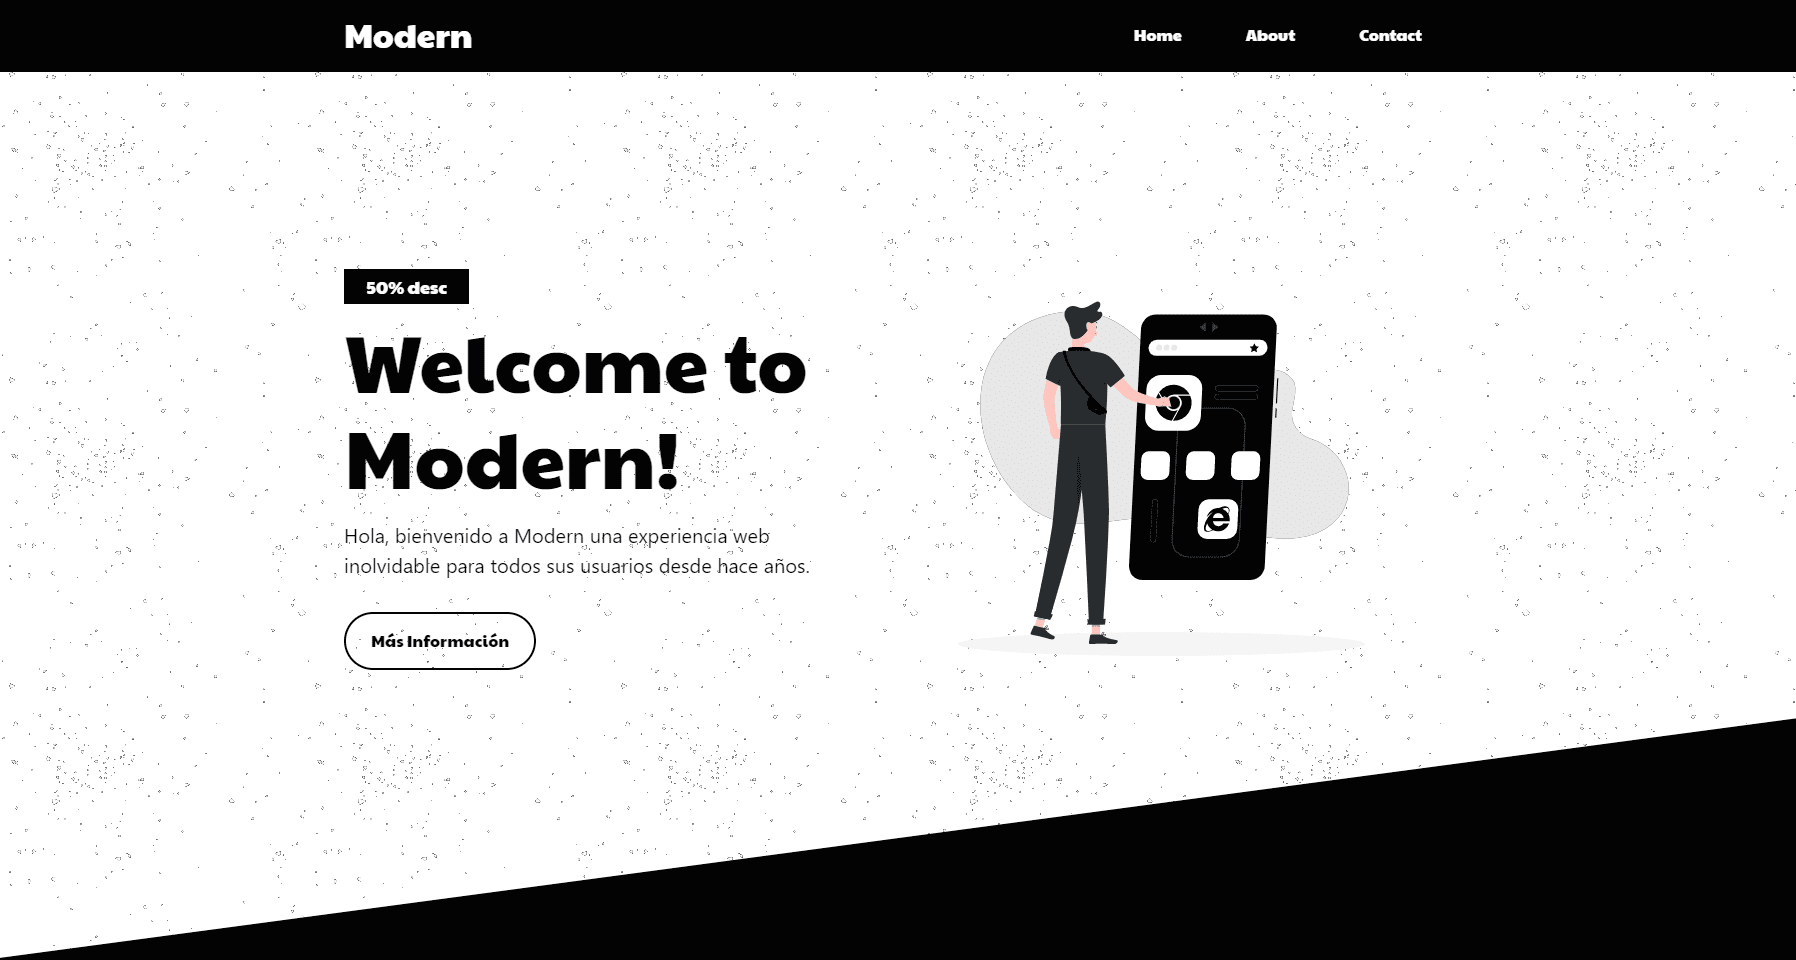 Modern
Home About Contact
50% desc
Welcome to
Modern!
Hola, bienvenido a Modern una experiencia web
inolvidable para todos sus usuarios desde hace años.
Más Información